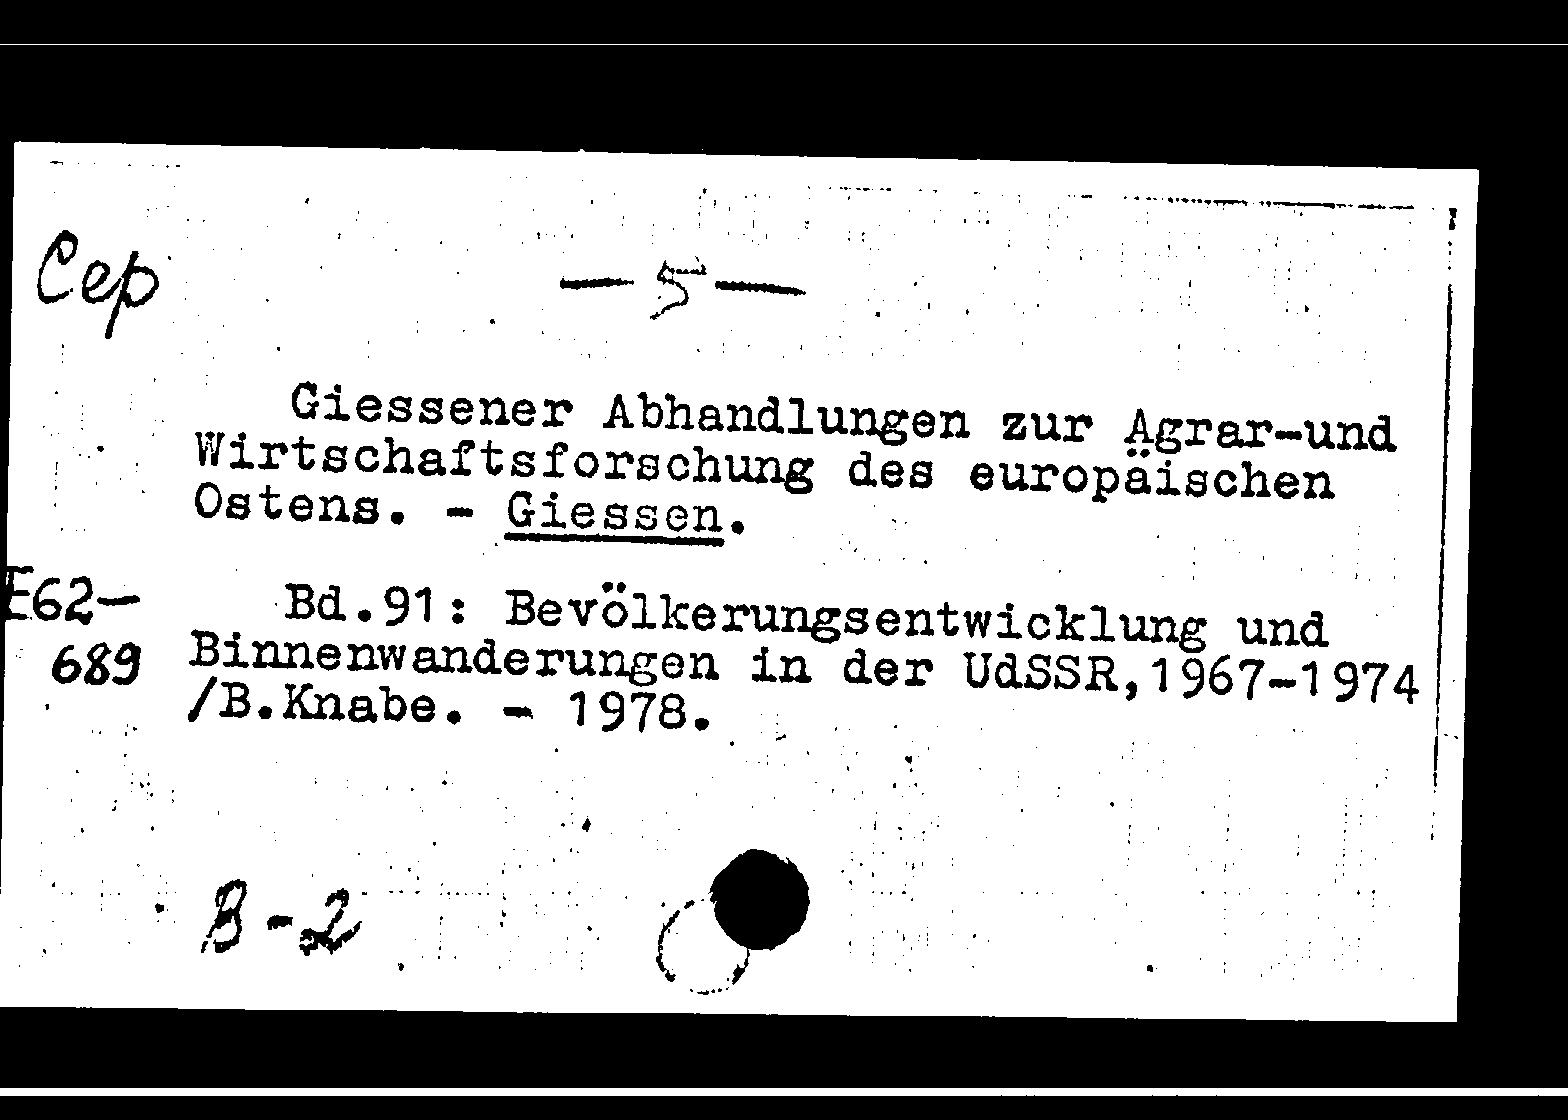 Сер
— 5 —
Giessener Abhandlungen zur Agrar-und
Wirtschaftsforschung des europäischen
Ostens. - Giessen.
E62-
689
Bd.91: Bevölkerungsentwicklung und
Binnenwanderungen in der UdSSR,1967-1974
/B.Knabe. - 1978.
B-2